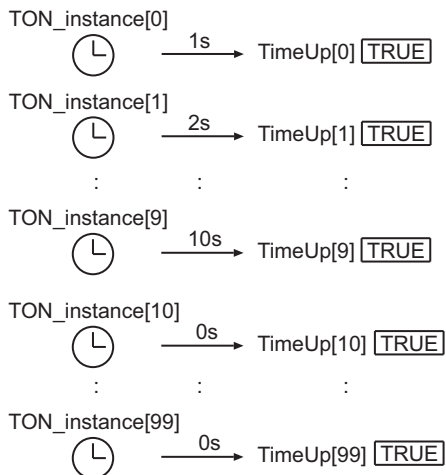 TON_instance[0]
1s
TimeUp[0] TRUE
TON_instance[1]
2s
TimeUp[1] TRUE
: : :
TON_instance[9]
10s
TimeUp[9] TRUE
TON_instance[10]
0s
TimeUp[10] TRUE
: : :
TON_instance[99]
0s
TimeUp[99] TRUE